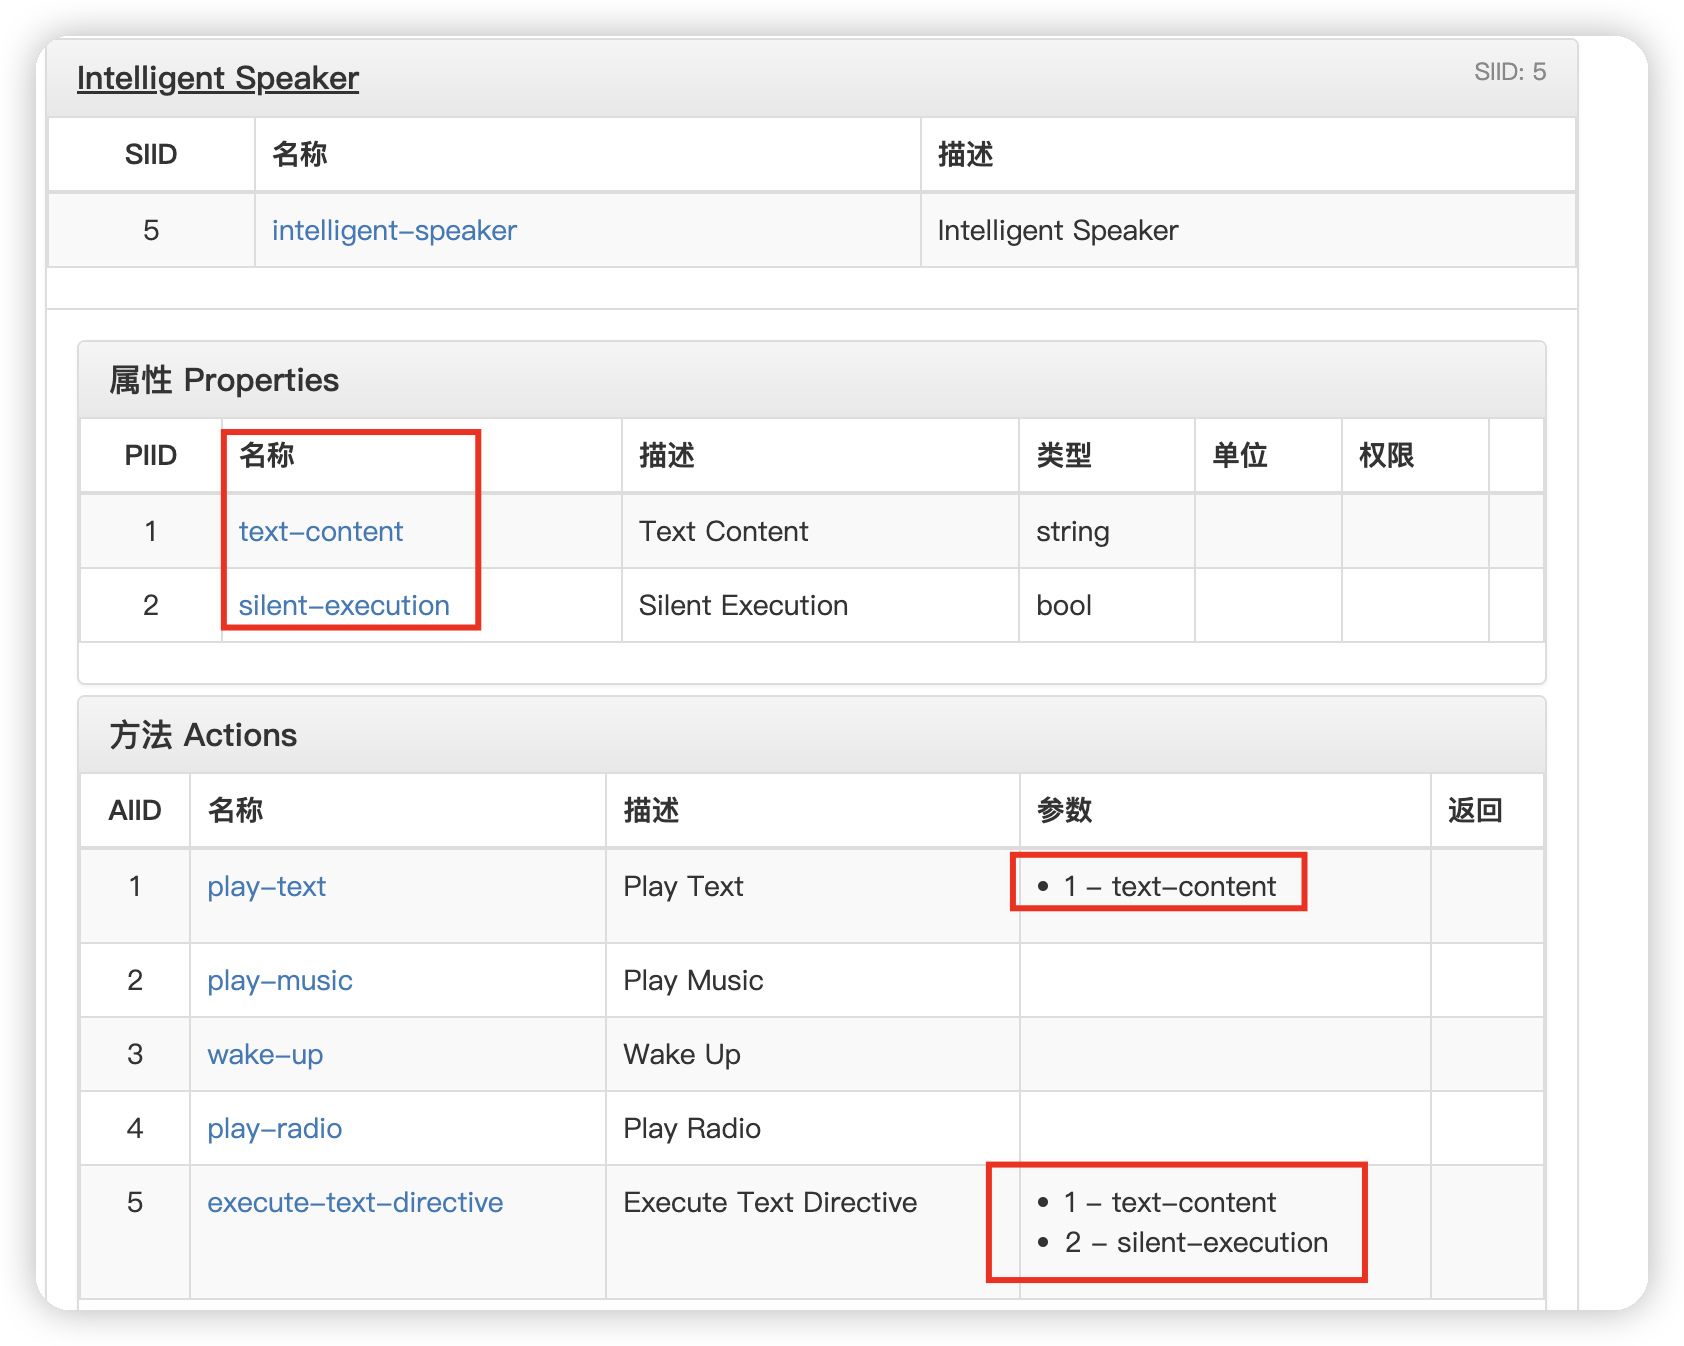 Intelligent Speaker SIID: 5
SIID 名称 描述
5 intelligent-speaker Intelligent Speaker
属性 Properties
PIID 名称 描述 类型 单位 权限
1 text-content Text Content string
2 silent-execution Silent Execution bool
方法 Actions
AIID 名称 描述 参数 返回
1 play-text Play Text • 1 - text-content
2 play-music Play Music
3 wake-up Wake Up
4 play-radio Play Radio
5 execute-text-directive Execute Text Directive • 1 - text-content
• 2 - silent-execution